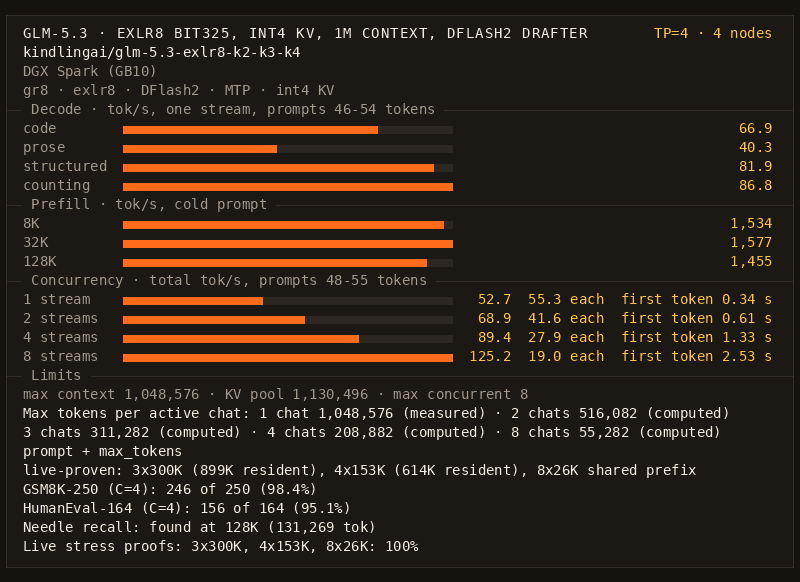 GLM-5.3 · EXLR8 BIT325, INT4 KV, 1M CONTEXT, DFLASH2 DRAFTER TP=4 · 4 nodes
kindlingai/glm-5.3-exlr8-k2-k3-k4
DGX Spark (GB10)
gr8 · exlr8 · DFlash2 · MTP · int4 KV
Decode · tok/s, one stream, prompts 46-54 tokens
code 66.9
prose 40.3
structured 81.9
counting 86.8
Prefill · tok/s, cold prompt
8K 1,534
32K 1,577
128K 1,455
Concurrency · total tok/s, prompts 48-55 tokens
1 stream 52.7 55.3 each first token 0.34 s
2 streams 68.9 41.6 each first token 0.61 s
4 streams 89.4 27.9 each first token 1.33 s
8 streams 125.2 19.0 each first token 2.53 s
Limits
max context 1,048,576 · KV pool 1,130,496 · max concurrent 8
Max tokens per active chat: 1 chat 1,048,576 (measured) · 2 chats 516,082 (computed)
3 chats 311,282 (computed) · 4 chats 208,882 (computed) · 8 chats 55,282 (computed)
prompt + max_tokens
live-proven: 3x300K (899K resident), 4x153K (614K resident), 8x26K shared prefix
GSM8K-250 (C=4): 246 of 250 (98.4%)
HumanEval-164 (C=4): 156 of 164 (95.1%)
Needle recall: found at 128K (131,269 tok)
Live stress proofs: 3x300K, 4x153K, 8x26K: 100%